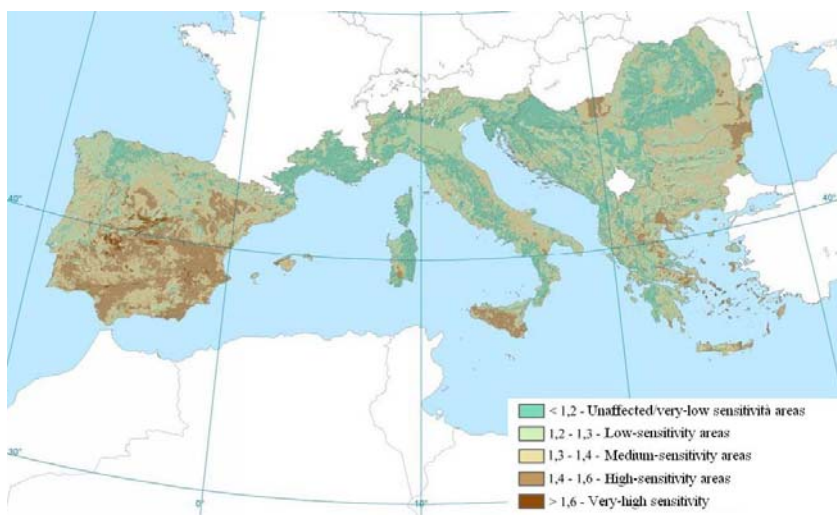 40°
40°
30°
0°
10°
< 1,2 - Unaffected/very-low sensitività areas
1,2 - 1,3 - Low-sensitivity areas
1,3 - 1,4 - Medium-sensitivity areas
1,4 - 1,6 - High-sensitivity areas
> 1,6 - Very-high sensitivity